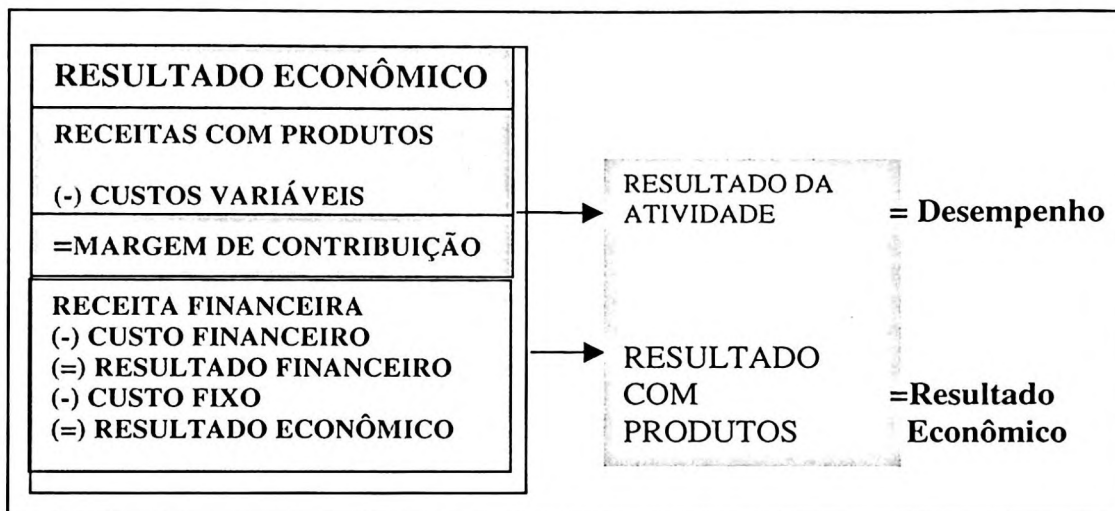 RESULTADO ECONÔMICO
RECEITAS COM PRODUTOS
(-) CUSTOS VARIÁVEIS
=MARGEM DE CONTRIBUIÇÃO
RECEITA FINANCEIRA
(-) CUSTO FINANCEIRO
(=) RESULTADO FINANCEIRO
(-) CUSTO FIXO
(=) RESULTADO ECONÔMICO
RESULTADO DA
ATIVIDADE = Desempenho
RESULTADO
COM =Resultado
PRODUTOS Econômico